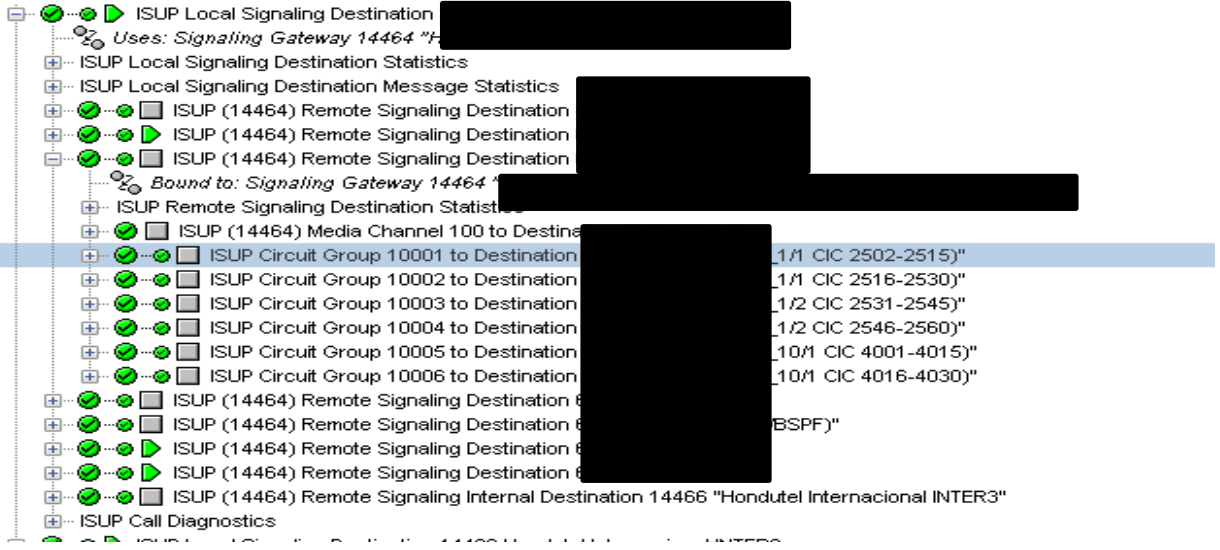 ISUP Local Signaling Destination
Uses: Signaling Gateway 14464 "H
ISUP Local Signaling Destination Statistics
ISUP Local Signaling Destination Message Statistics
ISUP (14464) Remote Signaling Destination
ISUP (14464) Remote Signaling Destination
ISUP (14464) Remote Signaling Destination
Bound to: Signaling Gateway 14464 "
ISUP Remote Signaling Destination
ISUP (14464) Media Channel 100 to
ISUP Circuit Group 10001 to Destination _1/1 CIC 2502-2515)"
ISUP Circuit Group 10002 to Destination _1/1 CIC 2516-2530)"
ISUP Circuit Group 10003 to Destination _1/2 CIC 2531-2545)"
ISUP Circuit Group 10004 to Destination _1/2 CIC 2546-2560)"
ISUP Circuit Group 10005 to Destination _10/1 CIC 4001-4015)"
ISUP Circuit Group 10006 to Destination _10/1 CIC 4016-4030)"
ISUP (14464) Remote Signaling Destination 6
ISUP (14464) Remote Signaling Destination 6 /BSPF)"
ISUP (14464) Remote Signaling Destination 6
ISUP (14464) Remote Signaling Destination 6
ISUP (14464) Remote Signaling Internal Destination 14466 "Hondutel Internacional INTER3"
ISUP Call Diagnostics